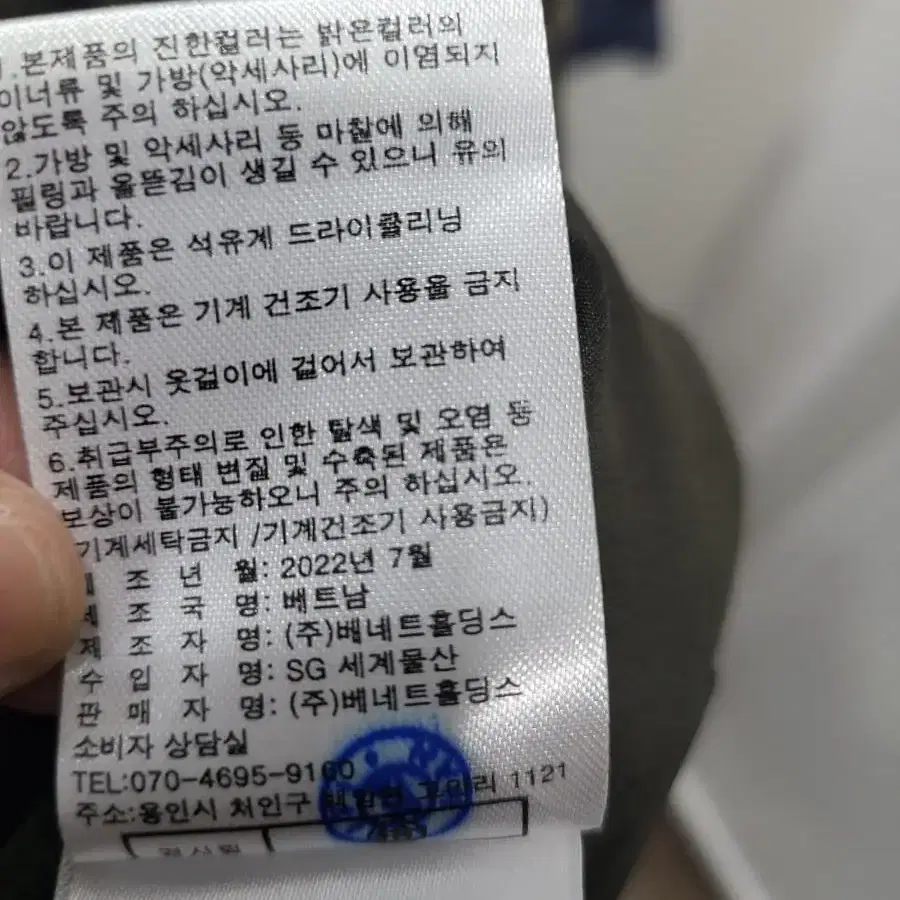 1.본제품의 진한컬러는 밝은컬러의
이너류 및 가방(악세사리)에 이염되지
않도록 주의 하십시오.
2.가방 및 악세사리 등 마찰에 의해
필링과 올뜯김이 생길 수 있으니 유의
바랍니다.
3.이 제품은 석유계 드라이클리닝
하십시오.
4.본 제품은 기계 건조기 사용을 금지
합니다.
5.보관시 옷걸이에 걸어서 보관하여
주십시오.
6.취급부주의로 인한 탈색 및 오염 등
제품의 형태 변질 및 수축된 제품은
보상이 불가능하오니 주의 하십시오.
기계세탁금지 /기계건조기 사용금지)
제 조 년 월: 2022년 7월
제 조 국 명: 베트남
제 조 자 명: (주)베네트홀딩스
수 입 자 명: SG 세계물산
판 매 자 명: (주)베네트홀딩스
소비자 상담실
TEL:070-4695-9100
주소:용인시 처인구 1121